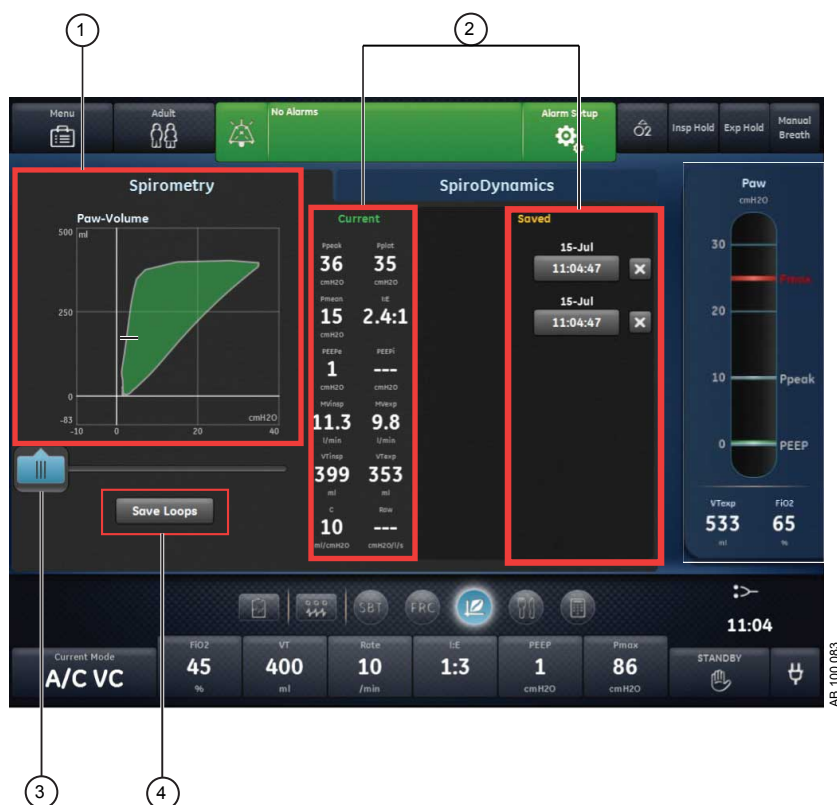 1
2
Menu
Adult
No Alarms
Alarm Setup
O2
Insp Hold
Exp Hold
Manual
Breath
Spirometry
SpiroDynamics
Paw-Volume
500
ml
250
0
-83
-10
0
20
40
cmH2O
Current
Ppeak
Pplat
36
35
cmH2O
cmH2O
Pmean
I:E
15
2.4:1
cmH2O
PEEPe
PEEPi
1
---
cmH2O
cmH2O
MVinsp
MVexp
11.3
9.8
l/min
l/min
VTinsp
VTexp
399
353
ml
ml
C
Raw
10
---
ml/cmH2O
cmH2O/l/s
Saved
15-Jul
11:04:47
15-Jul
11:04:47
Paw
cmH2O
30
Pmax
20
10
Ppeak
0
PEEP
VTexp
FiO2
533
65
ml
%
Save Loops
SBT
FRC
11:04
Current Mode
A/C VC
FiO2
45
%
VT
400
ml
Rate
10
/min
I:E
1:3
PEEP
1
cmH2O
Pmax
86
cmH2O
STANDBY
AB.100.083
3
4